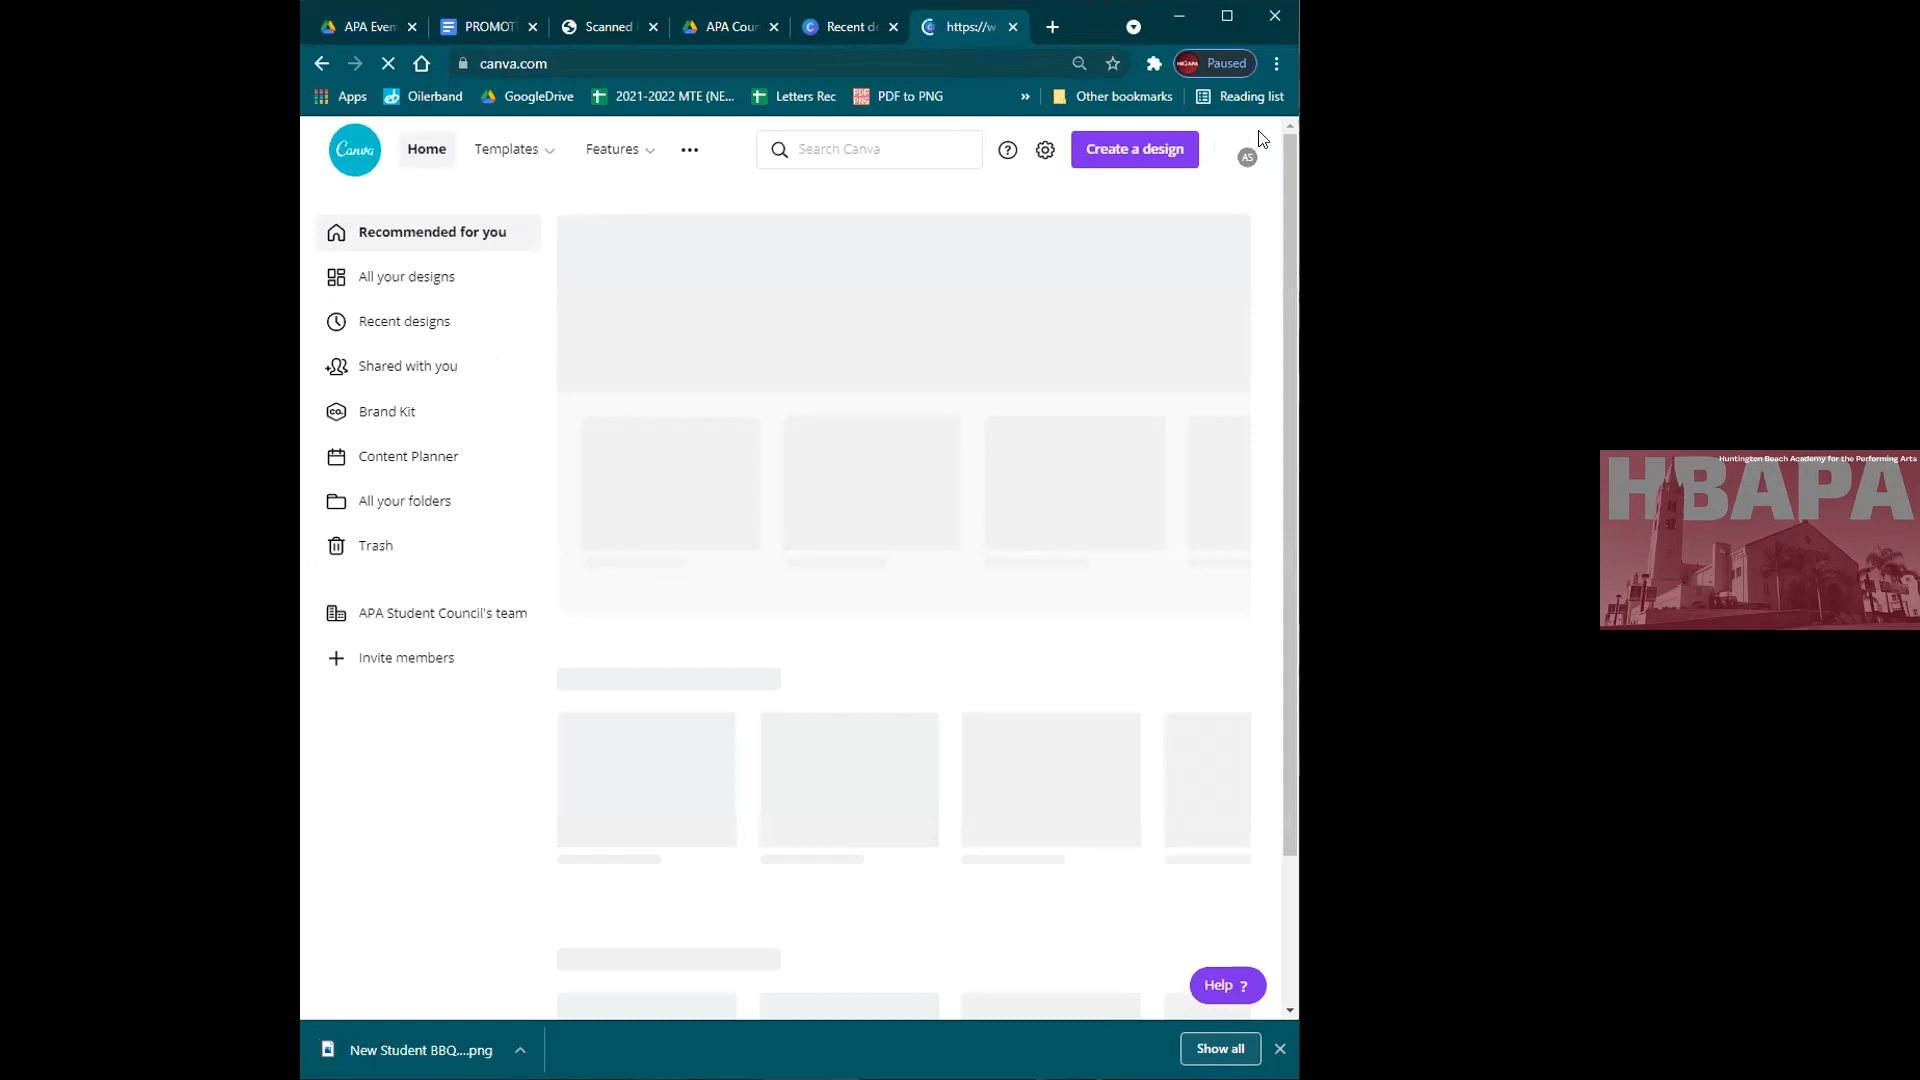 APA Even
PROMOT
Scanned
APA Cour
Recent de
https://w
canva.com
Paused
Apps
Oilerband
GoogleDrive
2021-2022 MTE (NE...
Letters Rec
PDF to PNG
»
Other bookmarks
Reading list
Canva
Home
Templates
Features
Search Canva
Create a design
AS
Recommended for you
All your designs
Recent designs
Shared with you
Brand Kit
Content Planner
All your folders
Trash
APA Student Council's team
Invite members
Help ?
New Student BBQ....png
Show all
Huntington Beach Academy for the Performing Arts
HBAPA